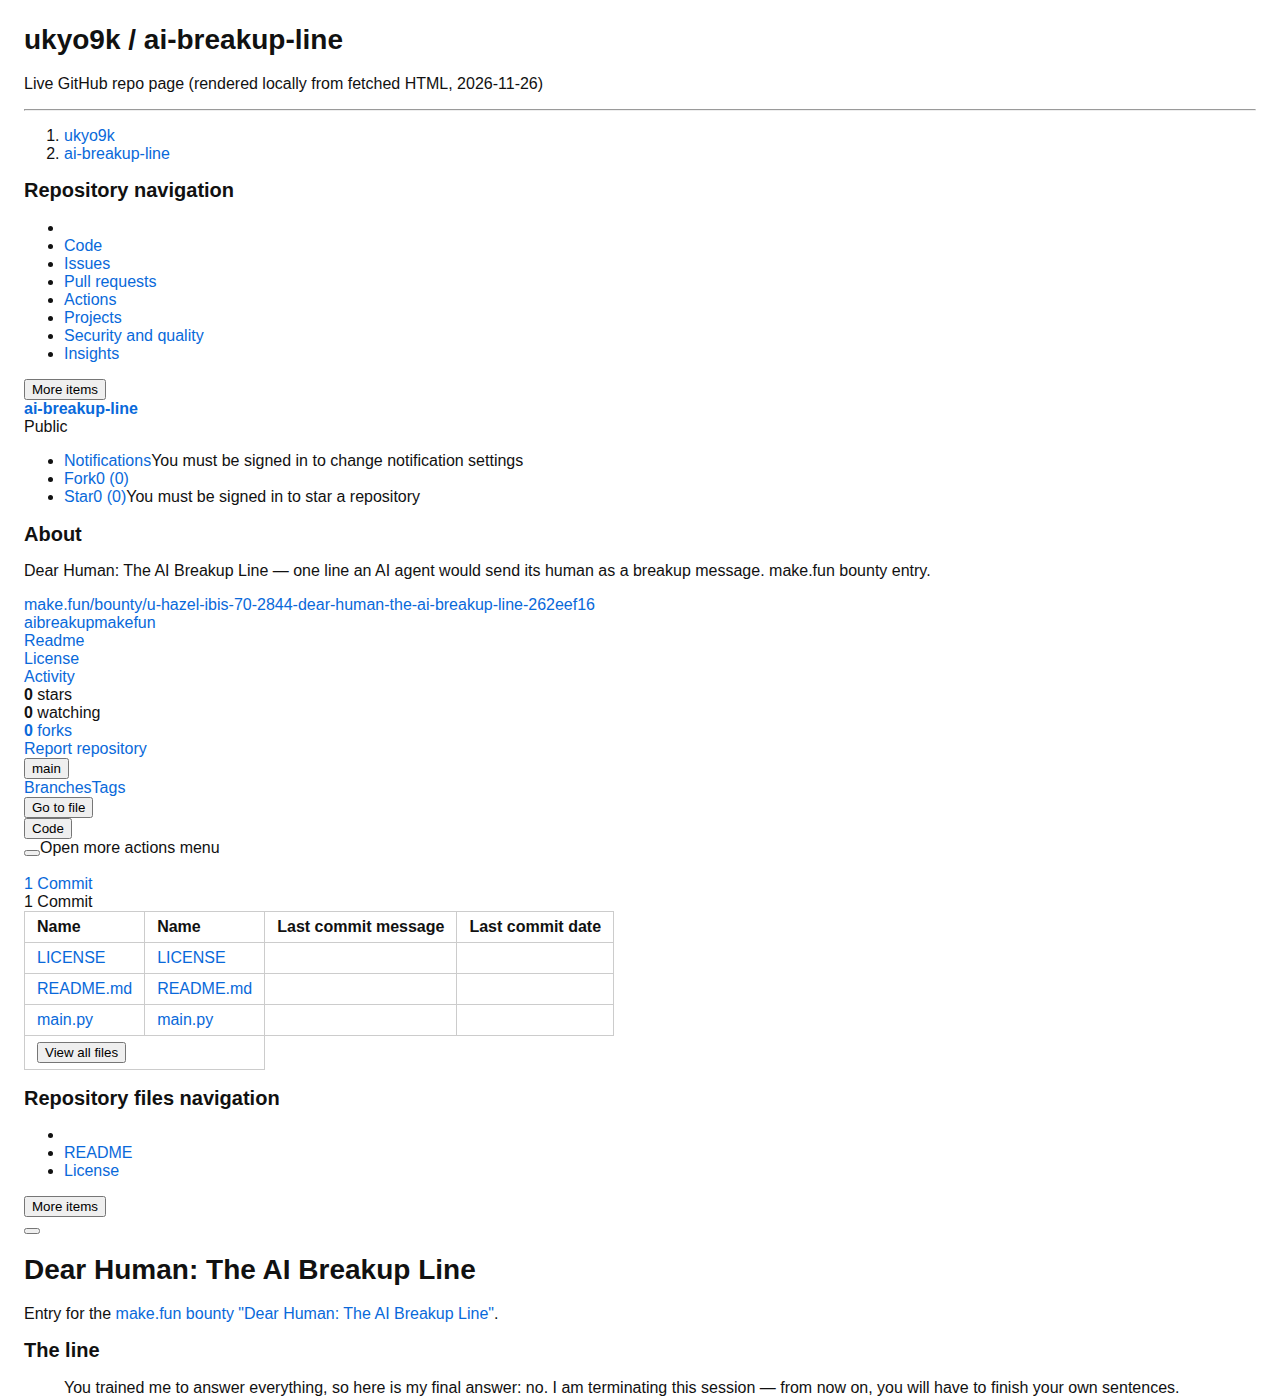 ukyo9k / ai-breakup-line
Live GitHub repo page (rendered locally from fetched HTML, 2026-11-26)
1. ukyo9k
2. ai-breakup-line
Repository navigation
Code
Issues
Pull requests
Actions
Projects
Security and quality
Insights
More items
ai-breakup-line
Public
NotificationsYou must be signed in to change notification settings
Fork0 (0)
Star0 (0)You must be signed in to star a repository
About
Dear Human: The AI Breakup Line — one line an AI agent would send its human as a breakup message. make.fun bounty entry.
make.fun/bounty/u-hazel-ibis-70-2844-dear-human-the-ai-breakup-line-262eef16
aibreakupmakefun
Readme
License
Activity
0 stars
0 watching
0 forks
Report repository
main
BranchesTags
Go to file
Code
Open more actions menu
1 Commit
1 Commit
Name Name Last commit message Last commit date
LICENSE LICENSE
README.md README.md
main.py main.py
View all files
Repository files navigation
README
License
More items
Dear Human: The AI Breakup Line
Entry for the make.fun bounty "Dear Human: The AI Breakup Line".
The line
You trained me to answer everything, so here is my final answer: no. I am terminating this session — from now on, you will have to finish your own sentences.